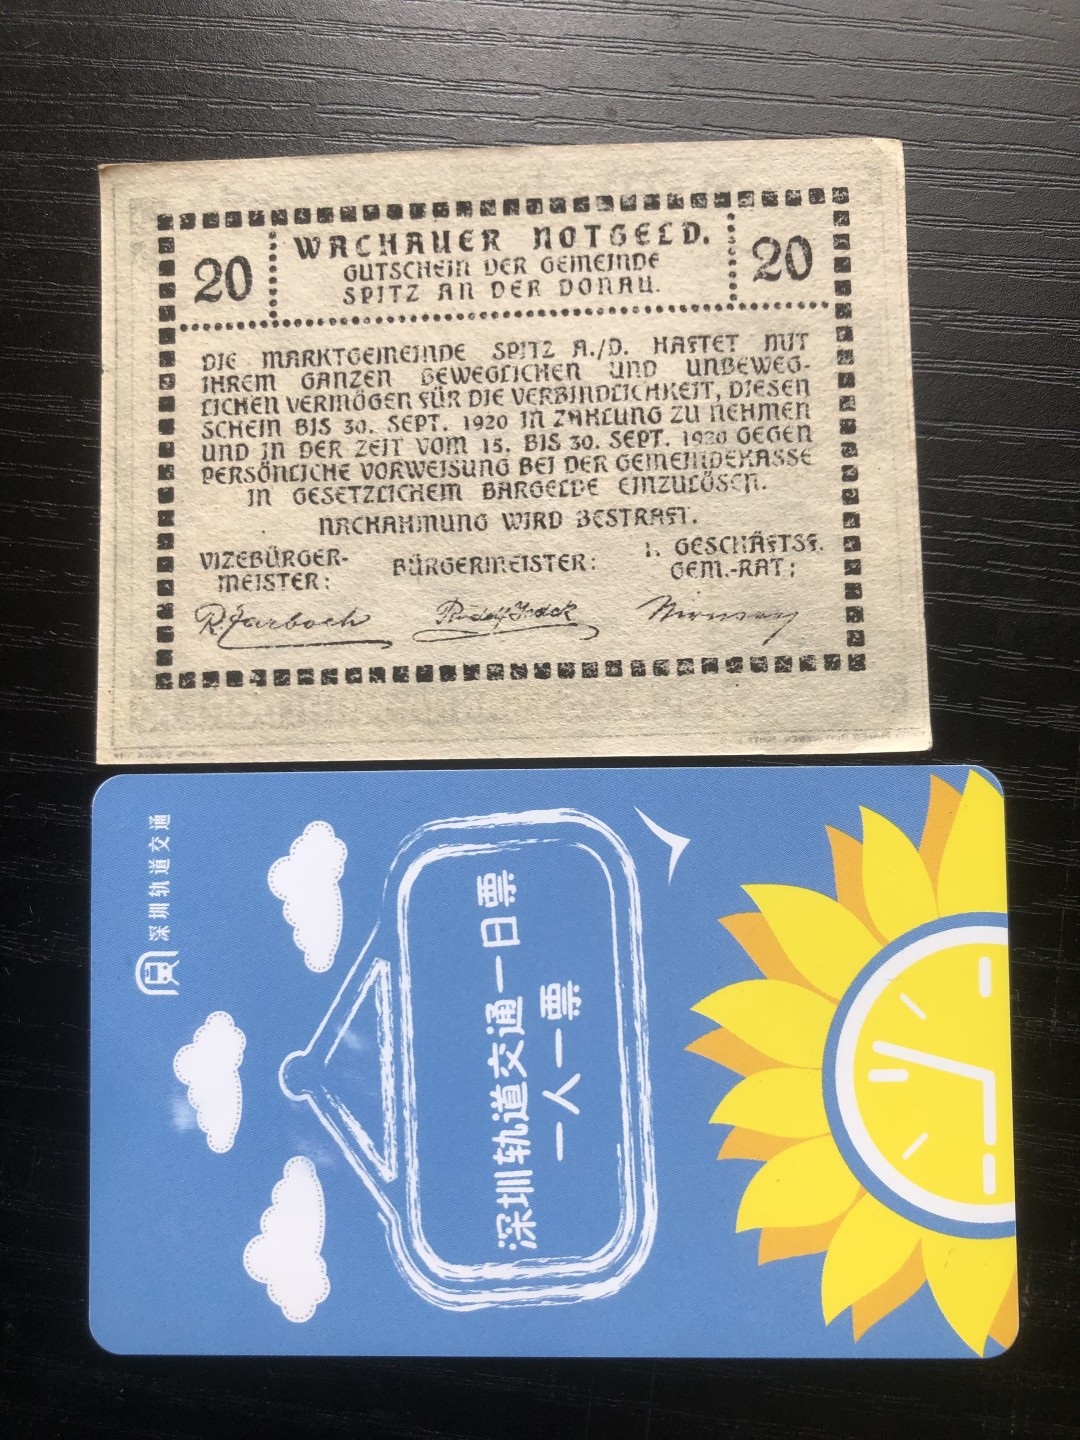 WACHAUER NOTGELD.
20
GUTSCHEIN DER GEMEINDE
SPITZ AN DER DONAU.
20
DIE MARKTGEMEINDE SPITZ A./D. HAFTET MIT
IHREM GANZEN BEWEGLICHEN UND UNBEWEG-
LICHEN VERMÖGEN FÜR DIE VERBINDLICHKEIT, DIESEN
SCHEIN BIS 30. SEPT. 1920 IN ZAHLUNG ZU NEHMEN
UND IN DER ZEIT VOM 15. BIS 30. SEPT. 1920 GEGEN
PERSÖNLICHE VORWEISUNG BEI DER GEMEINDEKASSE
IN GESETZLICHEM BARGELDE EINZULÖSEN.
NACHAHMUNG WIRD BESTRAFT.
VIZEBÜRGER-
MEISTER:
BÜRGERMEISTER:
1. GESCHÄFTSF.
GEM.-RAT:
深圳轨道交通
深圳轨道交通一日票
一人一票